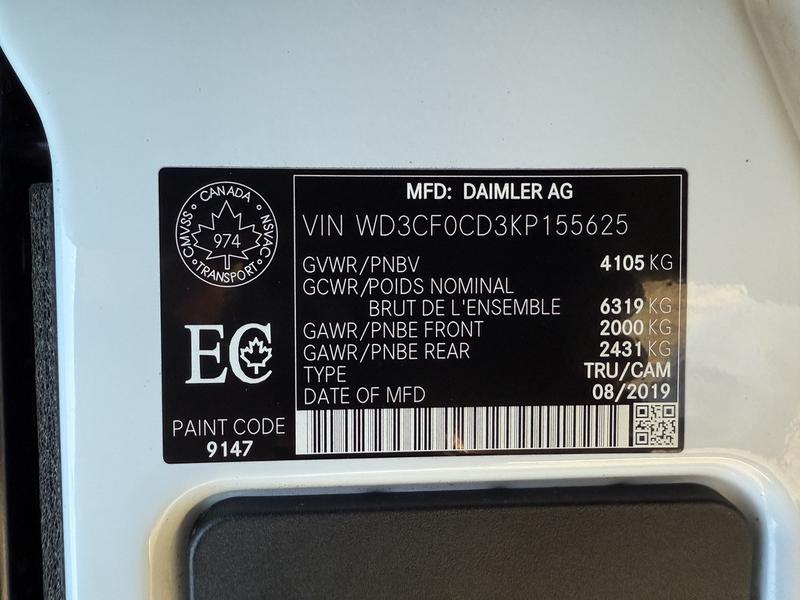 CANADA
CMVSS NSVAC
974
TRANSPORT
EC
PAINT CODE
9147
MFD: DAIMLER AG
VIN WD3CF0CD3KP155625
GVWR/PNBV 4105 KG
GCWR/POIDS NOMINAL
BRUT DE L'ENSEMBLE 6319 KG
GAWR/PNBE FRONT 2000 KG
GAWR/PNBE REAR 2431 KG
TYPE TRU/CAM
DATE OF MFD 08/2019